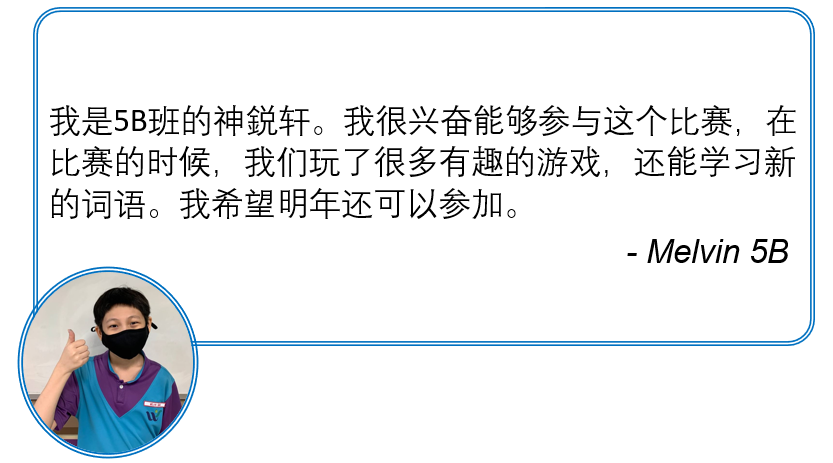 我是5B班的神鋭轩。我很兴奋能够参与这个比赛，在
比赛的时候，我们玩了很多有趣的游戏，还能学习新
的词语。我希望明年还可以参加。
- Melvin 5B